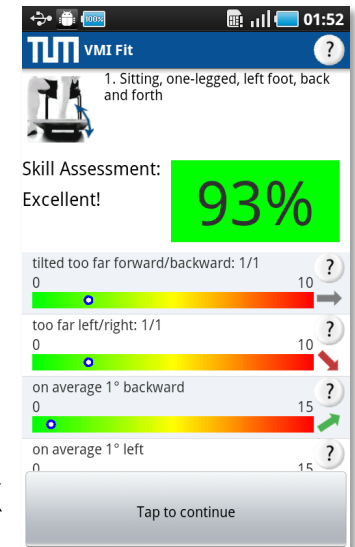 100%
01:52
TUM VMI Fit ?
1. Sitting, one-legged, left foot, back
and forth
Skill Assessment:
Excellent!
93%
tilted too far forward/backward: 1/1 ?
0 10
too far left/right: 1/1 ?
0 10
on average 1° backward ?
0 15
on average 1° left ?
0 15
Tap to continue